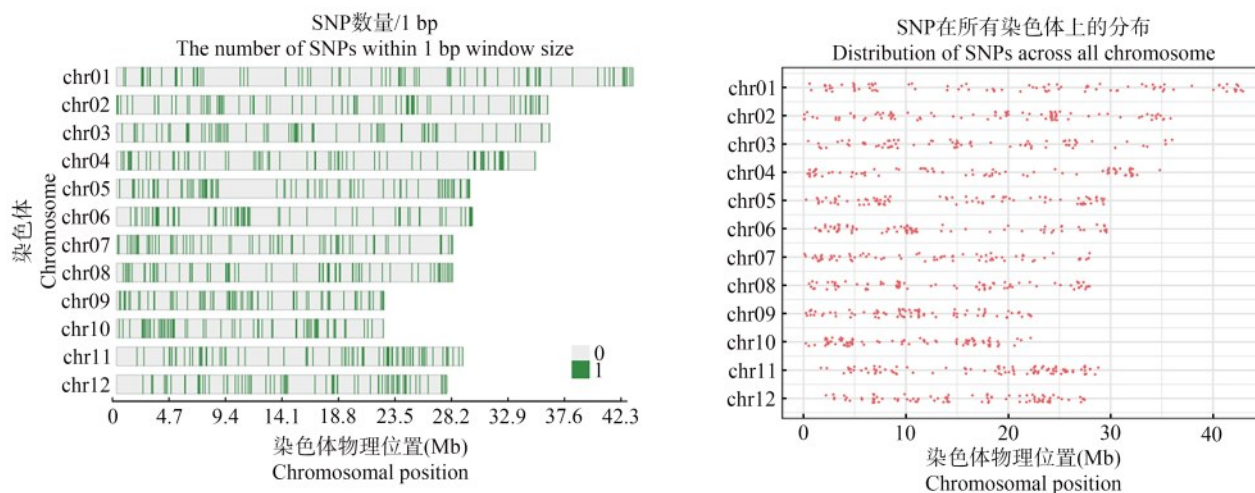 SNP数量/1 bp
The number of SNPs within 1 bp window size
染色体
Chromosome
chr01
chr02
chr03
chr04
chr05
chr06
chr07
chr08
chr09
chr10
chr11
chr12
0
1
0 4.7 9.4 14.1 18.8 23.5 28.2 32.9 37.6 42.3
染色体物理位置(Mb)
Chromosomal position
SNP在所有染色体上的分布
Distribution of SNPs across all chromosome
chr01
chr02
chr03
chr04
chr05
chr06
chr07
chr08
chr09
chr10
chr11
chr12
0 10 20 30 40
染色体物理位置(Mb)
Chromosomal position